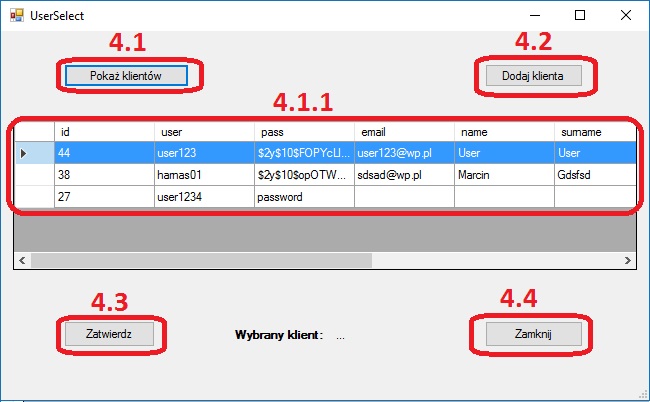 UserSelect
4.1 4.2
Pokaż klientów Dodaj klienta
4.1.1
id user pass email name surname
44 user123 $2y$10$FOPYcLl... user123@wp.pl User User
38 hamas01 $2y$10$opOTW... sdsad@wp.pl Marcin Gdsfsd
27 user1234 password
4.3 4.4
Zatwierdz Wybrany klient: ... Zamknij